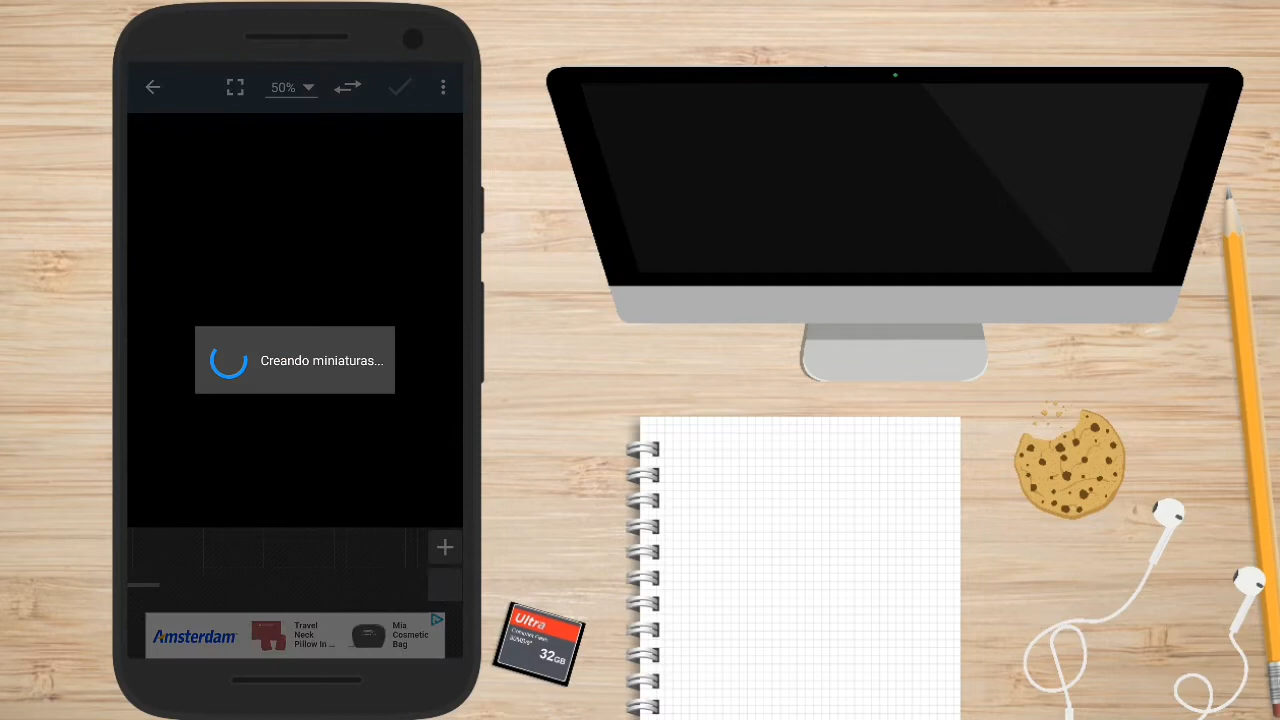 50%
Creando miniaturas...
Amsterdam
Travel
Neck
Pillow In ...
Mia
Cosmetic
Bag
Ultra
32GB